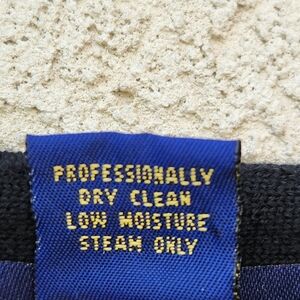 PROFESSIONALLY
DRY CLEAN
LOW MOISTURE
STEAM ONLY